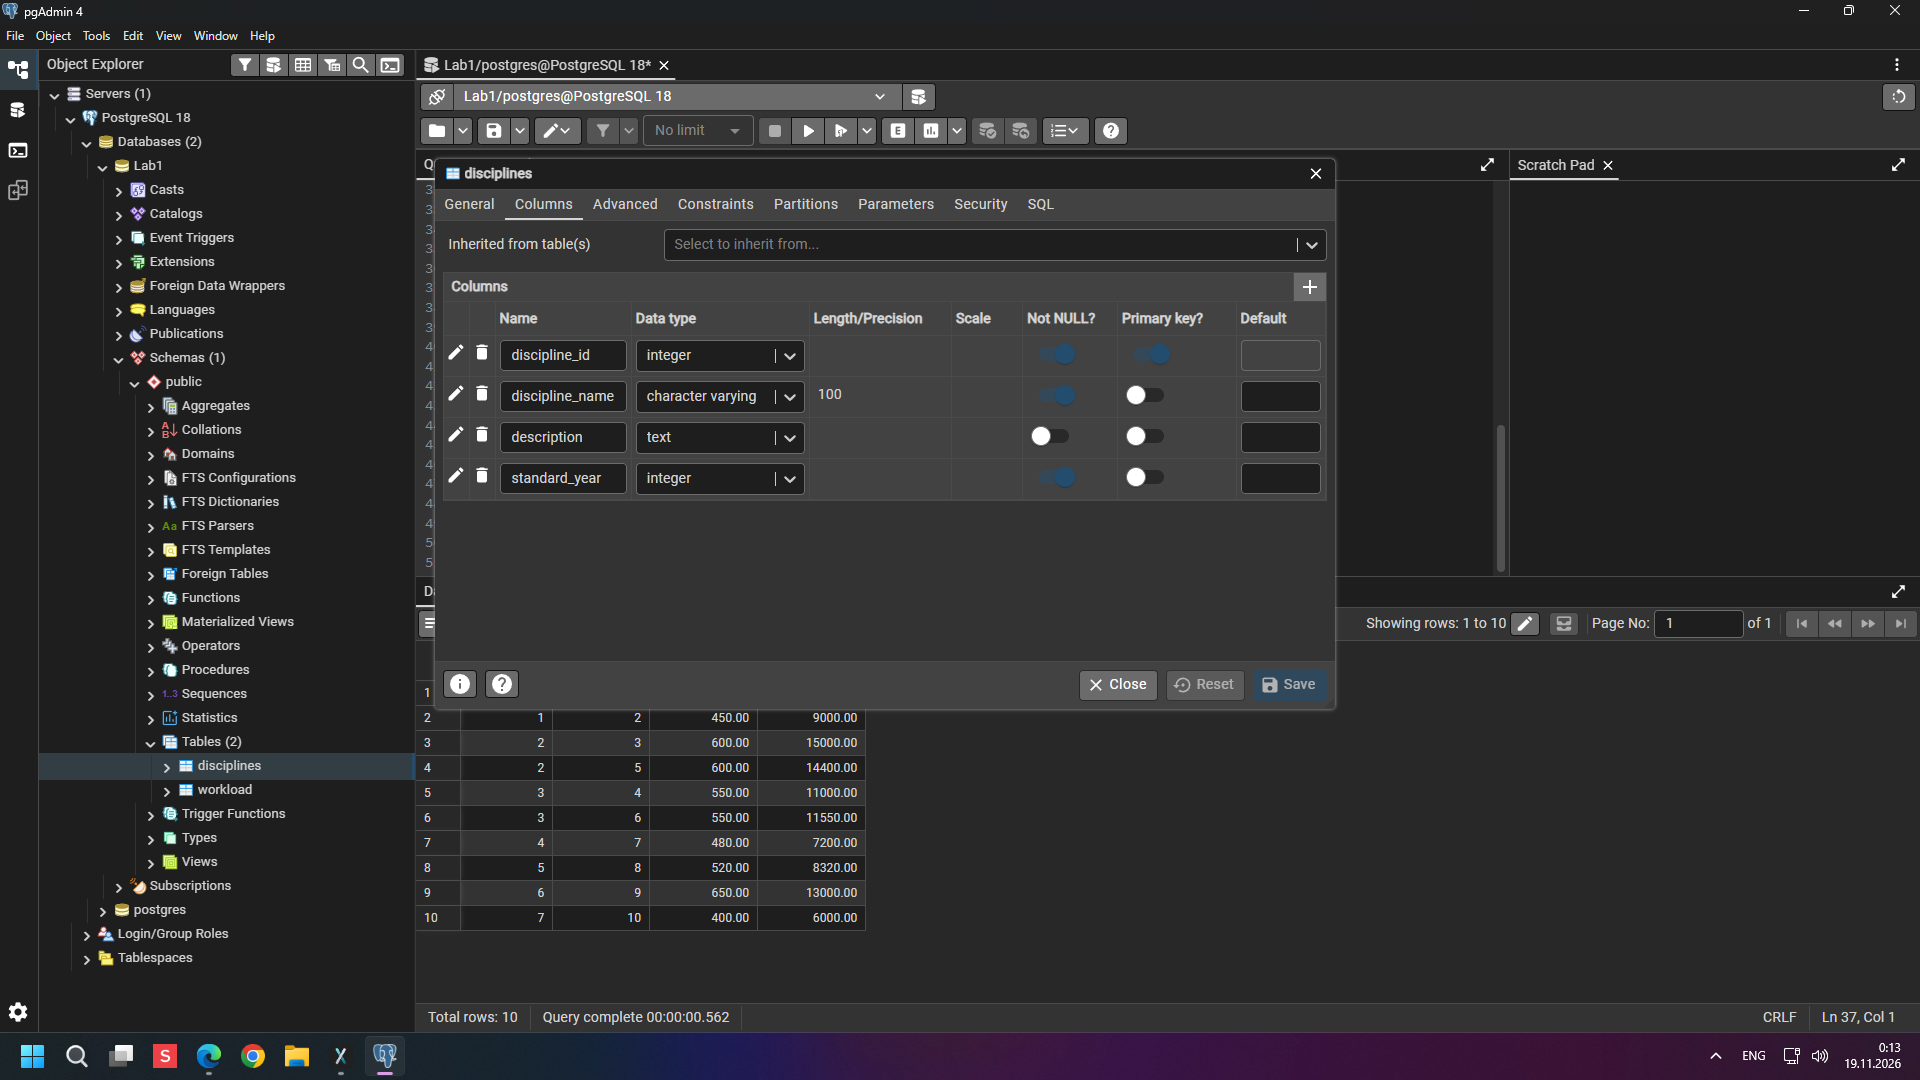 pgAdmin 4
File Object Tools Edit View Window Help
Object Explorer
Servers (1)
PostgreSQL 18
Databases (2)
Lab1
Casts
Catalogs
Event Triggers
Extensions
Foreign Data Wrappers
Languages
Publications
Schemas (1)
public
Aggregates
Collations
Domains
FTS Configurations
FTS Dictionaries
FTS Parsers
FTS Templates
Foreign Tables
Functions
Materialized Views
Operators
Procedures
Sequences
Statistics
Tables (2)
disciplines
workload
Trigger Functions
Types
Views
Subscriptions
postgres
Login/Group Roles
Tablespaces
Lab1/postgres@PostgreSQL 18*
Lab1/postgres@PostgreSQL 18
No limit
Scratch Pad
disciplines
General Columns Advanced Constraints Partitions Parameters Security SQL
Inherited from table(s) Select to inherit from...
Columns
Name Data type Length/Precision Scale Not NULL? Primary key? Default
discipline_id integer
discipline_name character varying 100
description text
standard_year integer
Close Reset Save
Showing rows: 1 to 10 Page No: 1 of 1
1
2 1 2 450.00 9000.00
3 2 3 600.00 15000.00
4 2 5 600.00 14400.00
5 3 4 550.00 11000.00
6 3 6 550.00 11550.00
7 4 7 480.00 7200.00
8 5 8 520.00 8320.00
9 6 9 650.00 13000.00
10 7 10 400.00 6000.00
Total rows: 10 Query complete 00:00:00.562 CRLF Ln 37, Col 1
ENG
0:13
19.11.2026